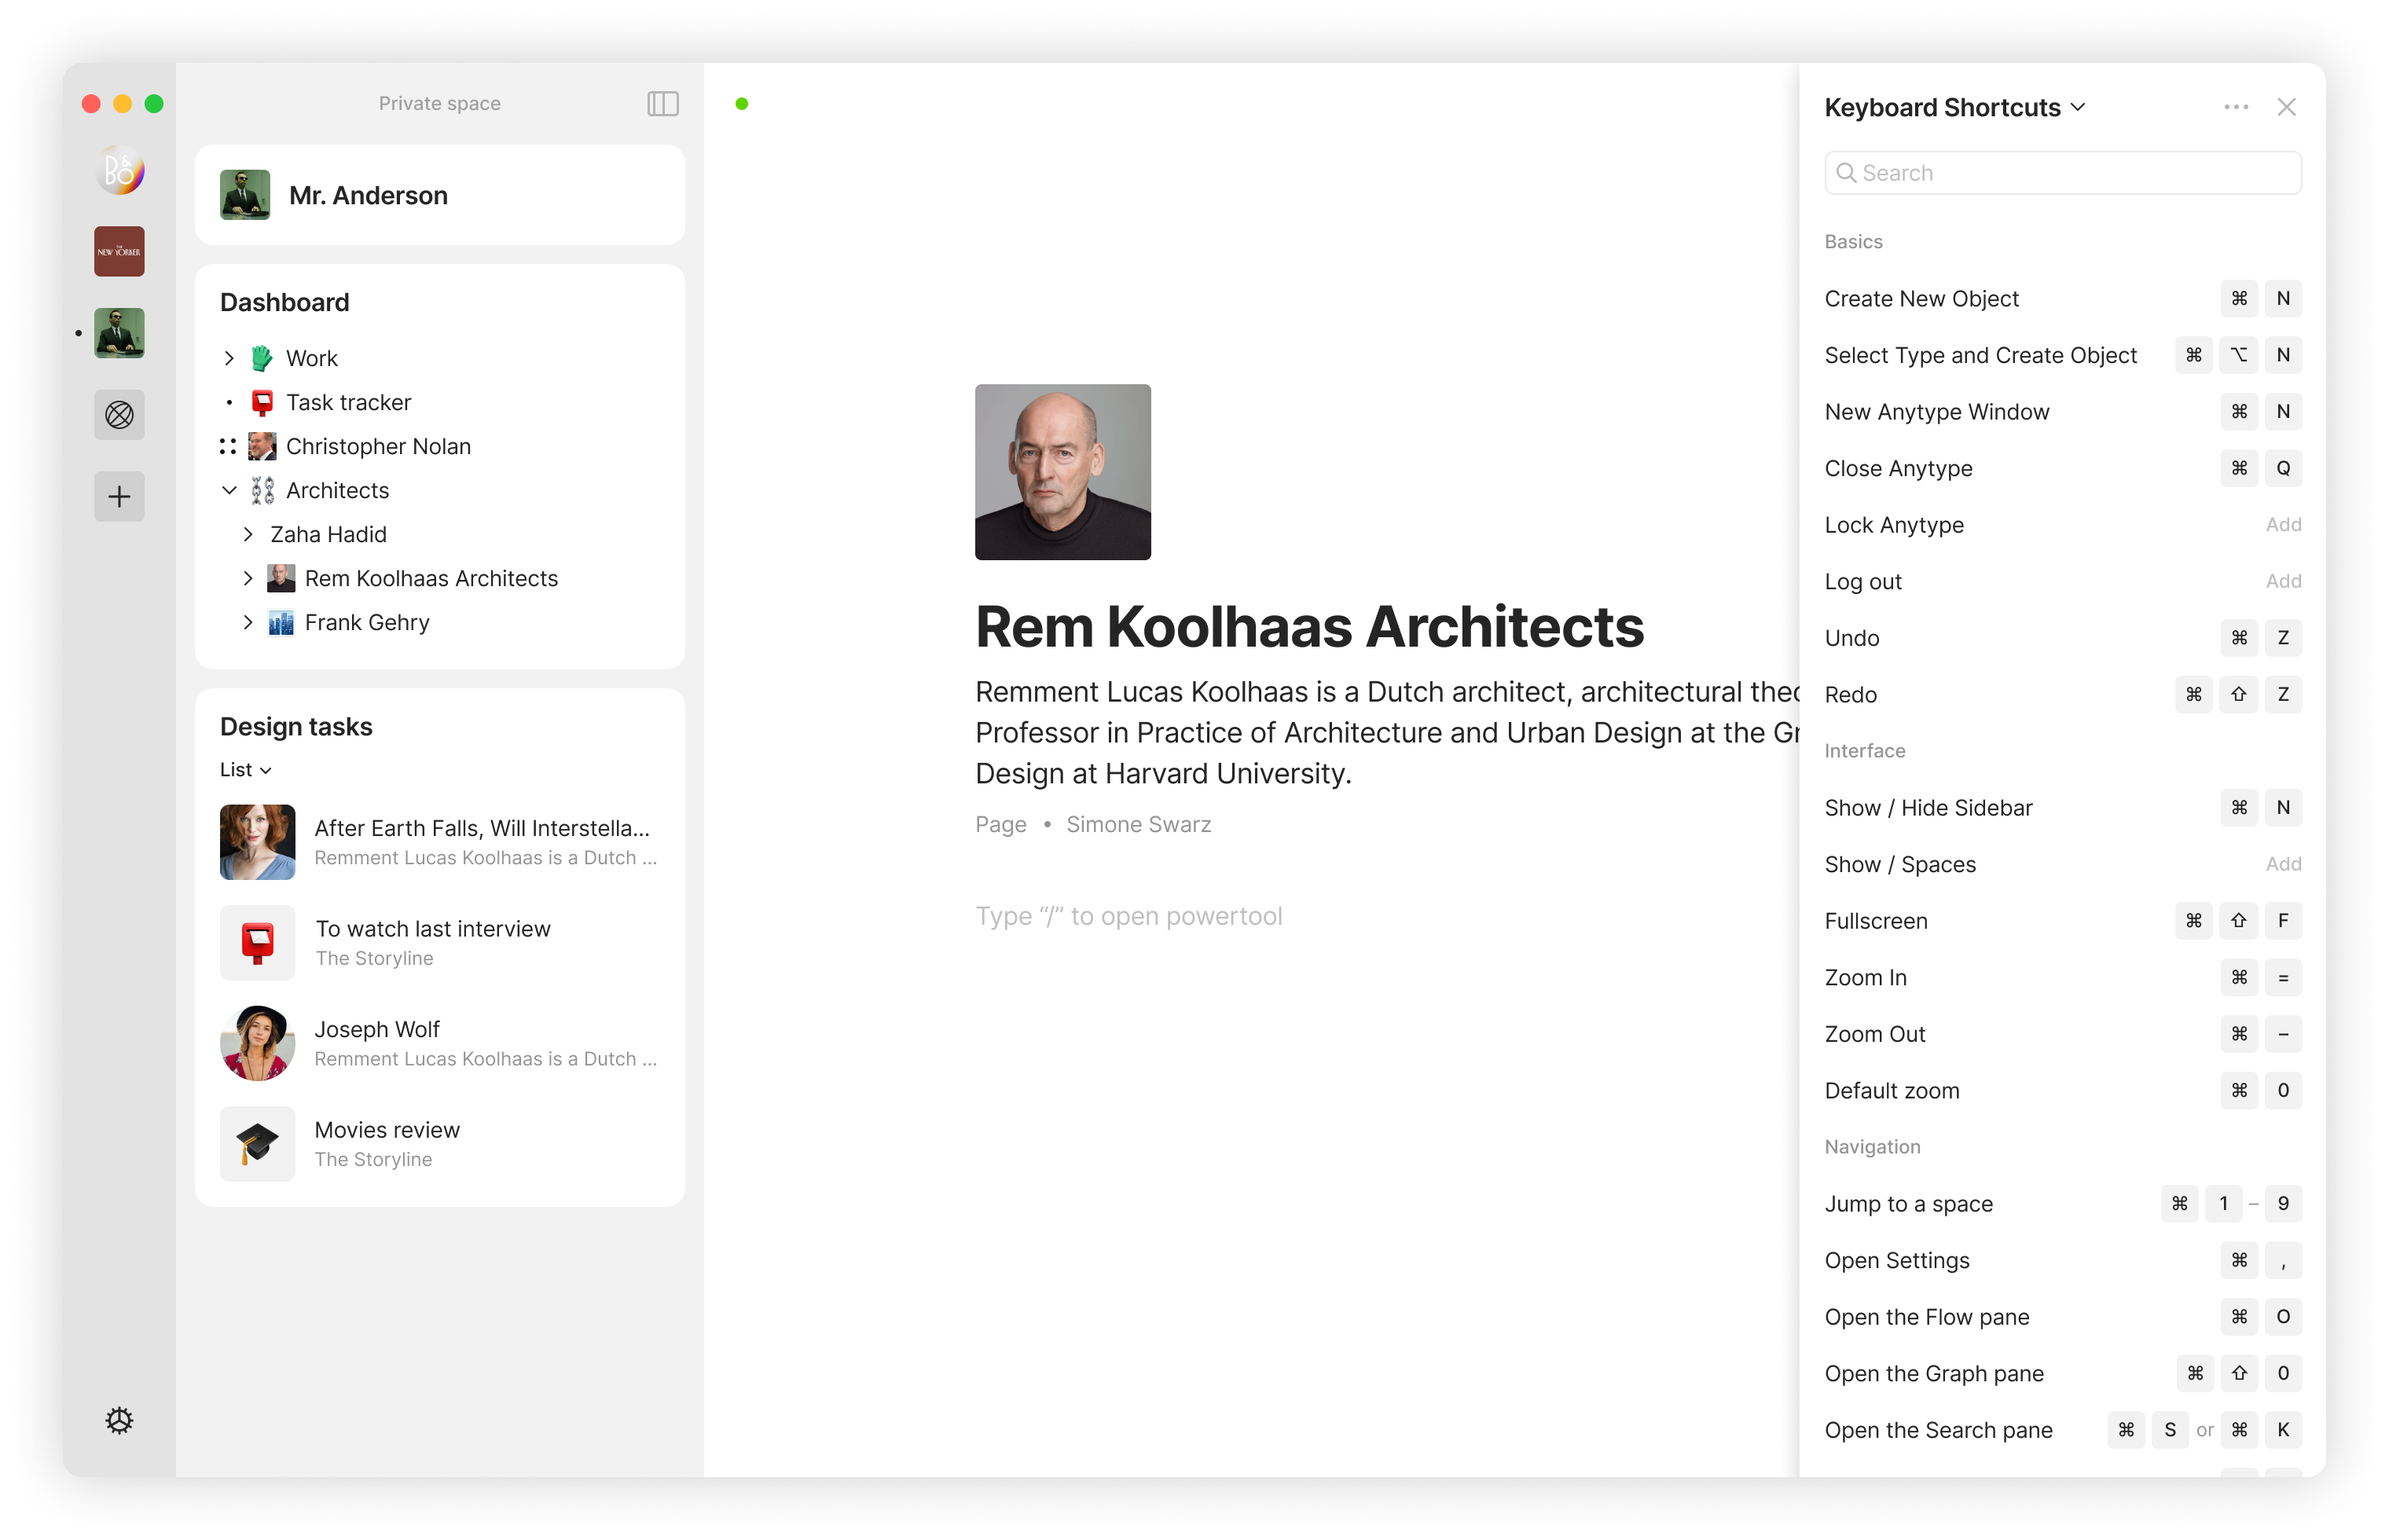 Private space
B&O
THE
NEW YORKER
Mr. Anderson
Dashboard
Work
Task tracker
Christopher Nolan
Architects
Zaha Hadid
Rem Koolhaas Architects
Frank Gehry
Design tasks
List
After Earth Falls, Will Interstella...
Remment Lucas Koolhaas is a Dutch ...
To watch last interview
The Storyline
Joseph Wolf
Remment Lucas Koolhaas is a Dutch ...
Movies review
The Storyline
Rem Koolhaas Architects
Remment Lucas Koolhaas is a Dutch architect, architectural
Professor in Practice of Architecture and Urban Design at the
Design at Harvard University.
Page • Simone Swarz
Type “/” to open powertool
Keyboard Shortcuts
Search
Basics
Create New Object ⌘ N
Select Type and Create Object ⌘ ⌥ N
New Anytype Window ⌘ N
Close Anytype ⌘ Q
Lock Anytype Add
Log out Add
Undo ⌘ Z
Redo ⌘ ⇧ Z
Interface
Show / Hide Sidebar ⌘ N
Show / Spaces Add
Fullscreen ⌘ ⇧ F
Zoom In ⌘ =
Zoom Out ⌘ –
Default zoom ⌘ 0
Navigation
Jump to a space ⌘ 1 – 9
Open Settings ⌘ ,
Open the Flow pane ⌘ O
Open the Graph pane ⌘ ⇧ 0
Open the Search pane ⌘ S or ⌘ K